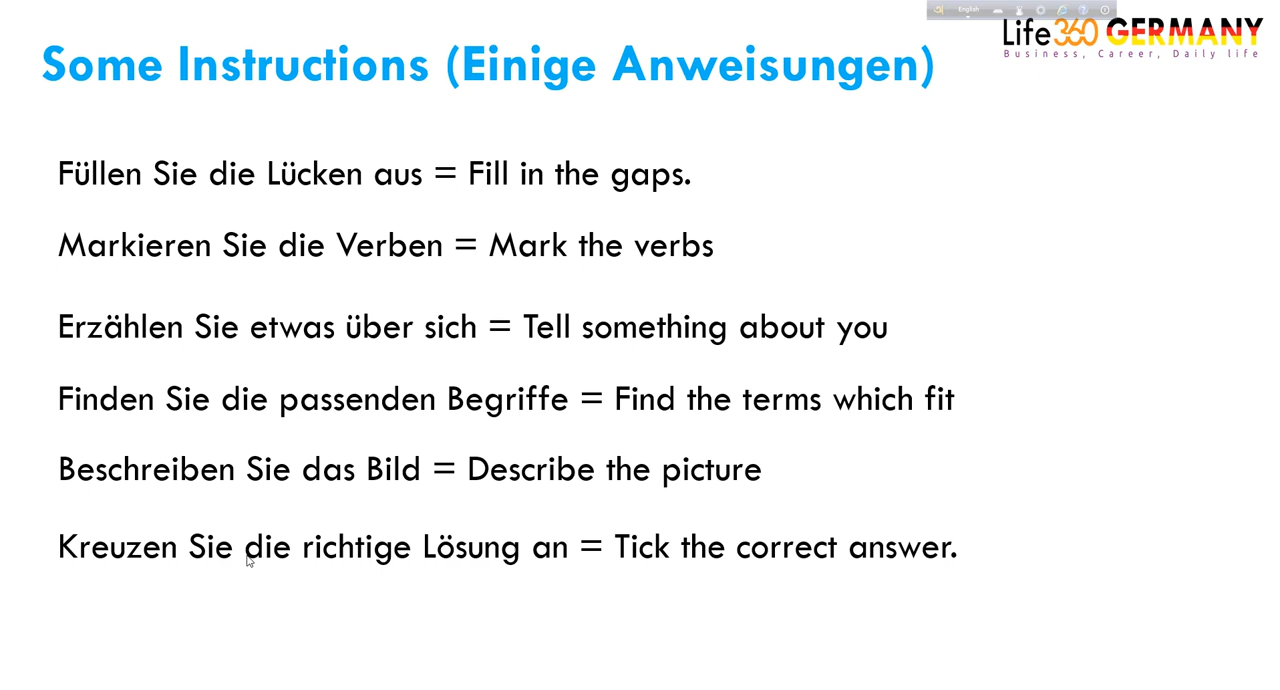 English
Life360 GERMANY
Business, Career, Daily life
Some Instructions (Einige Anweisungen)
Füllen Sie die Lücken aus = Fill in the gaps.
Markieren Sie die Verben = Mark the verbs
Erzählen Sie etwas über sich = Tell something about you
Finden Sie die passenden Begriffe = Find the terms which fit
Beschreiben Sie das Bild = Describe the picture
Kreuzen Sie die richtige Lösung an = Tick the correct answer.